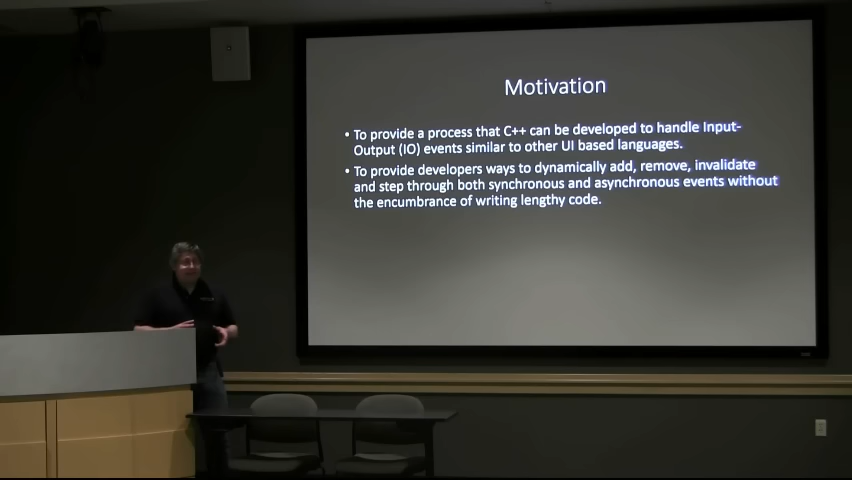 Motivation
• To provide a process that C++ can be developed to handle Input-
Output (IO) events similar to other UI based languages.
• To provide developers ways to dynamically add, remove, invalidate
and step through both synchronous and asynchronous events without
the encumbrance of writing lengthy code.